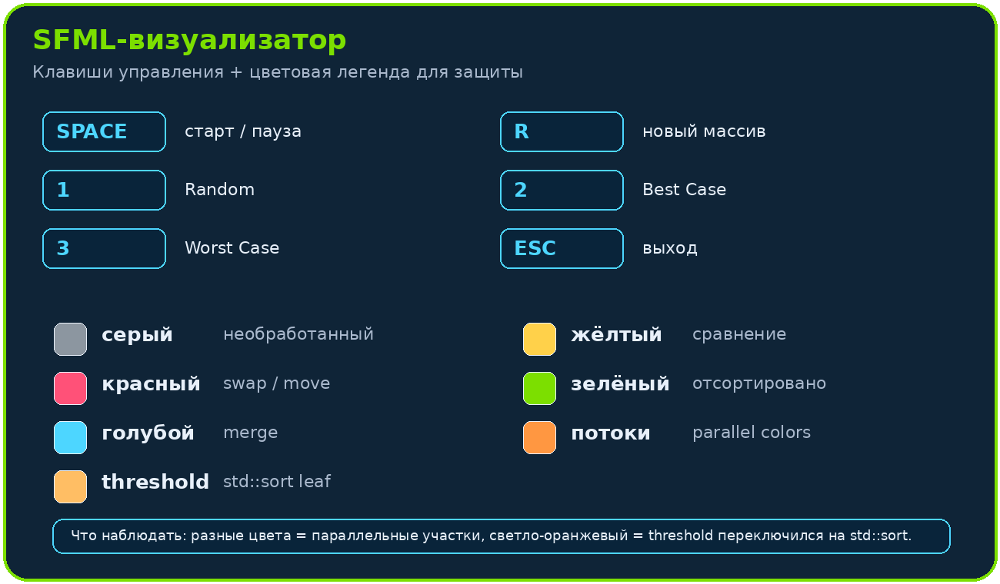 SFML-визуализатор
Клавиши управления + цветовая легенда для защиты
SPACE старт / пауза R новый массив
1 Random 2 Best Case
3 Worst Case ESC выход
серый необработанный жёлтый сравнение
красный swap / move зелёный отсортировано
голубой merge потоки parallel colors
threshold std::sort leaf
Что наблюдать: разные цвета = параллельные участки, светло-оранжевый = threshold переключился на std::sort.